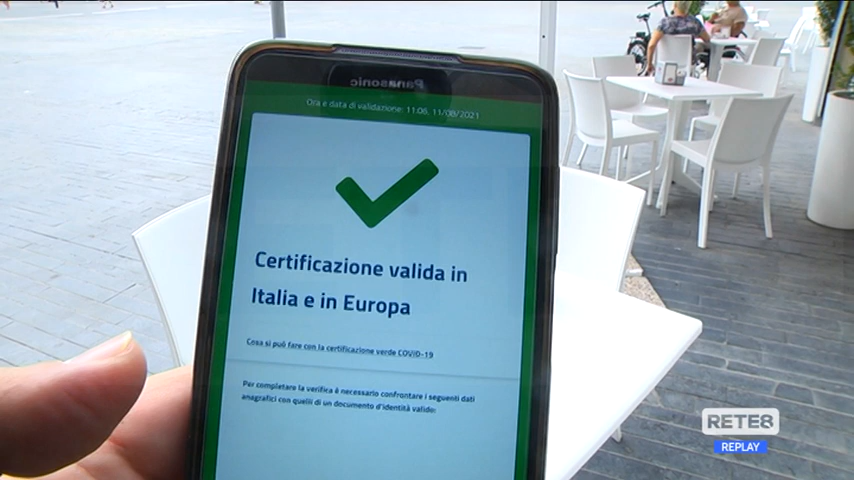 Panasonic
Ora e data di validazione: 11:06, 11/08/2021
Certificazione valida in
Italia e in Europa
Cosa si può fare con la certificazione verde COVID-19
Per completare la verifica è necessario confrontare i seguenti dati
anagrafici con quelli di un documento d'identità valido:
RETE8
REPLAY